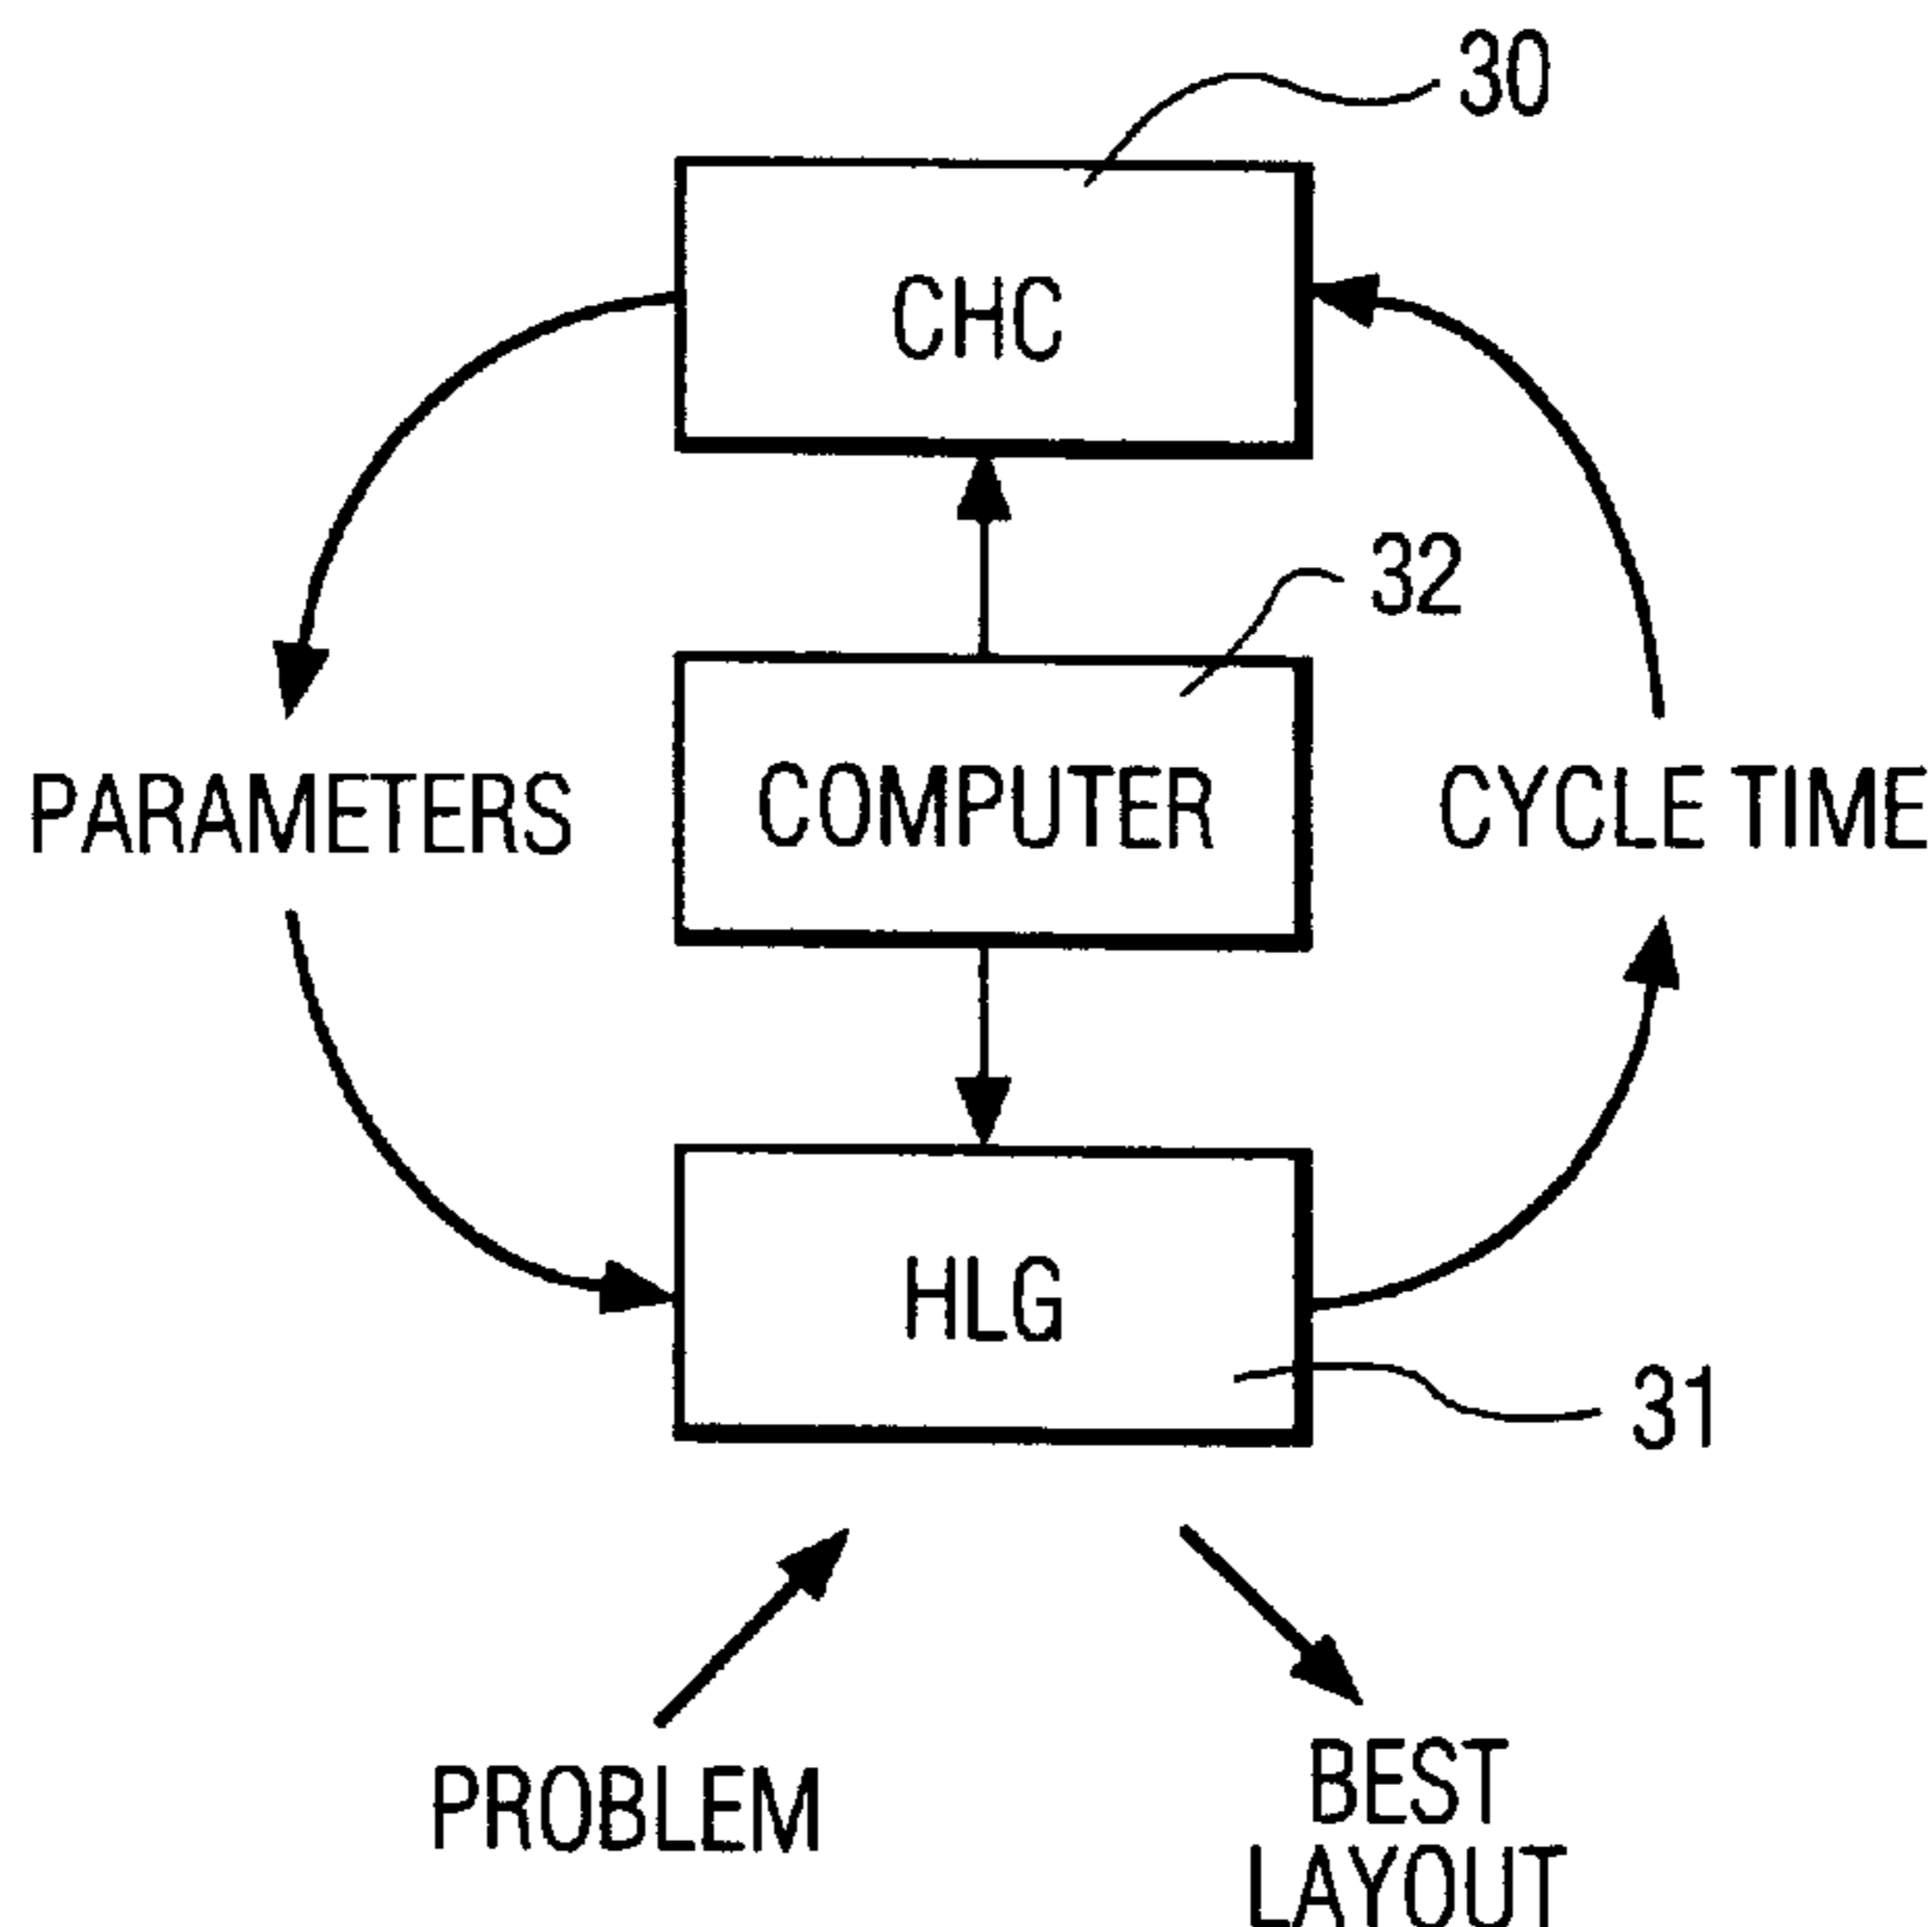 30
CHC
32
PARAMETERS
COMPUTER
CYCLE TIME
HLG
31
PROBLEM
BEST
LAYOUT